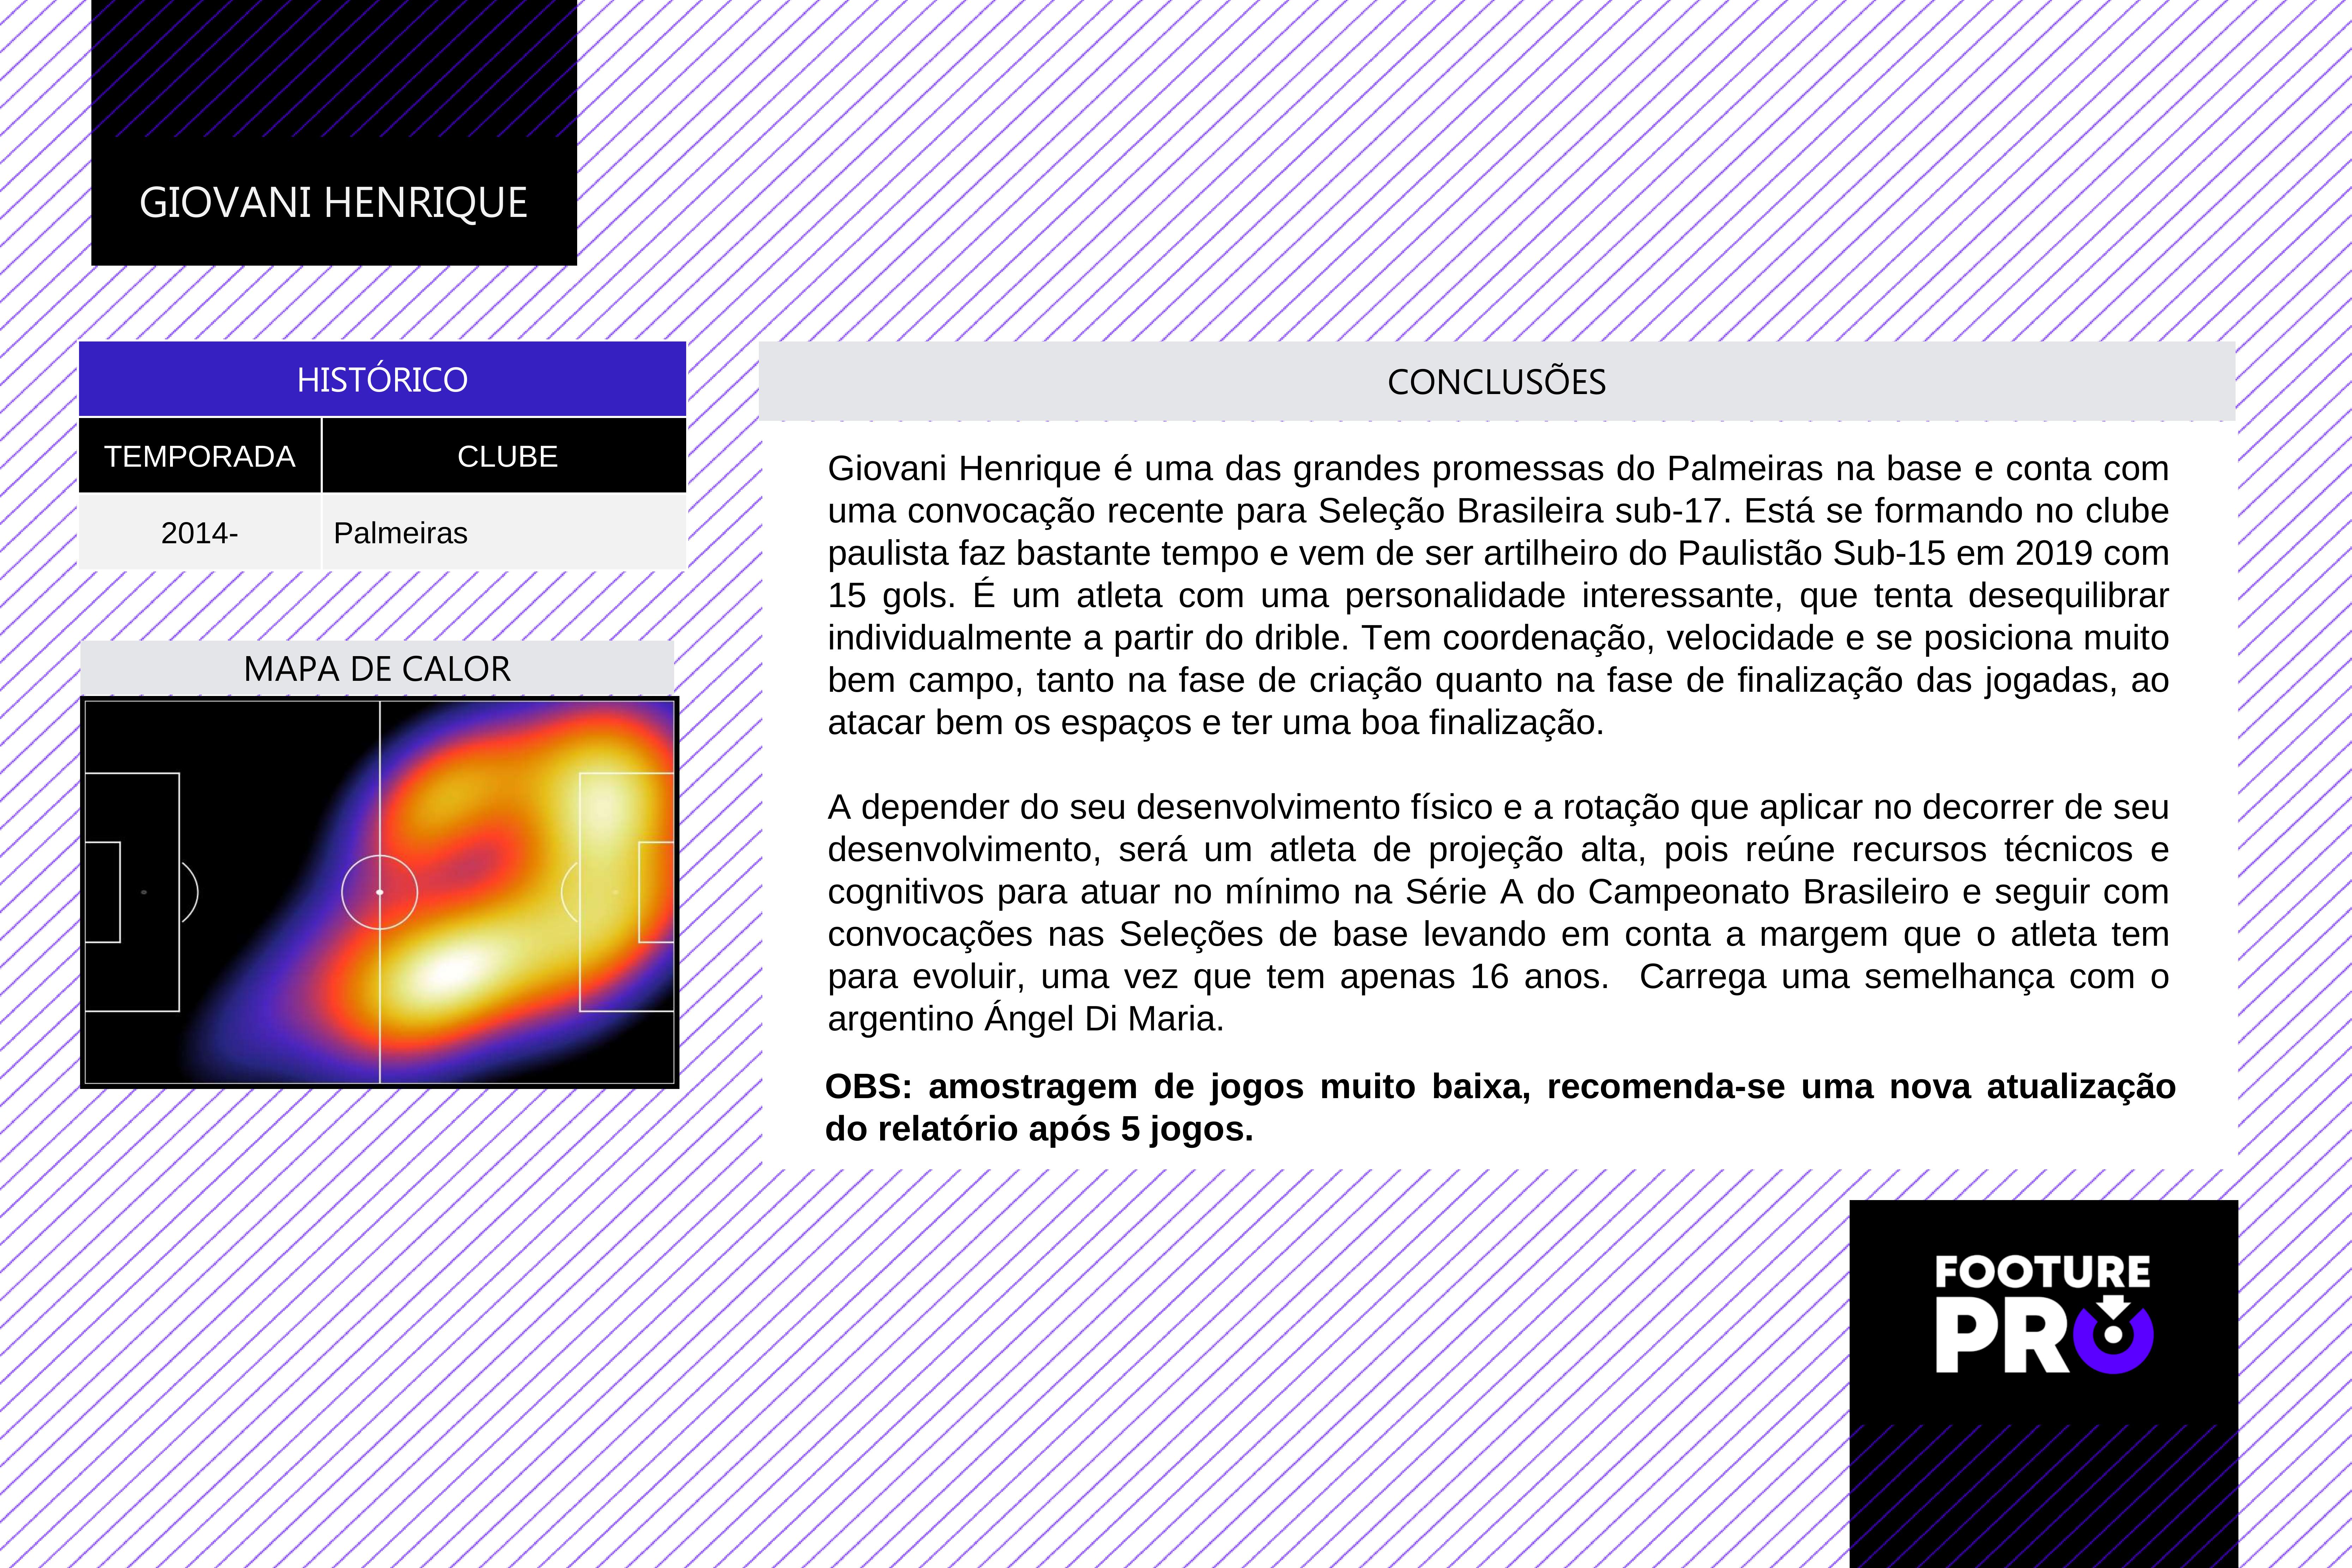 GIOVANI HENRIQUE
HISTÓRICO
TEMPORADA CLUBE
2014- Palmeiras
MAPA DE CALOR
CONCLUSÕES
Giovani Henrique é uma das grandes promessas do Palmeiras na base e conta com
uma convocação recente para Seleção Brasileira sub-17. Está se formando no clube
paulista faz bastante tempo e vem de ser artilheiro do Paulistão Sub-15 em 2019 com
15 gols. É um atleta com uma personalidade interessante, que tenta desequilibrar
individualmente a partir do drible. Tem coordenação, velocidade e se posiciona muito
bem campo, tanto na fase de criação quanto na fase de finalização das jogadas, ao
atacar bem os espaços e ter uma boa finalização.
A depender do seu desenvolvimento físico e a rotação que aplicar no decorrer de seu
desenvolvimento, será um atleta de projeção alta, pois reúne recursos técnicos e
cognitivos para atuar no mínimo na Série A do Campeonato Brasileiro e seguir com
convocações nas Seleções de base levando em conta a margem que o atleta tem
para evoluir, uma vez que tem apenas 16 anos.  Carrega uma semelhança com o
argentino Ángel Di Maria.
OBS: amostragem de jogos muito baixa, recomenda-se uma nova atualização
do relatório após 5 jogos.
FOOTURE
PRO